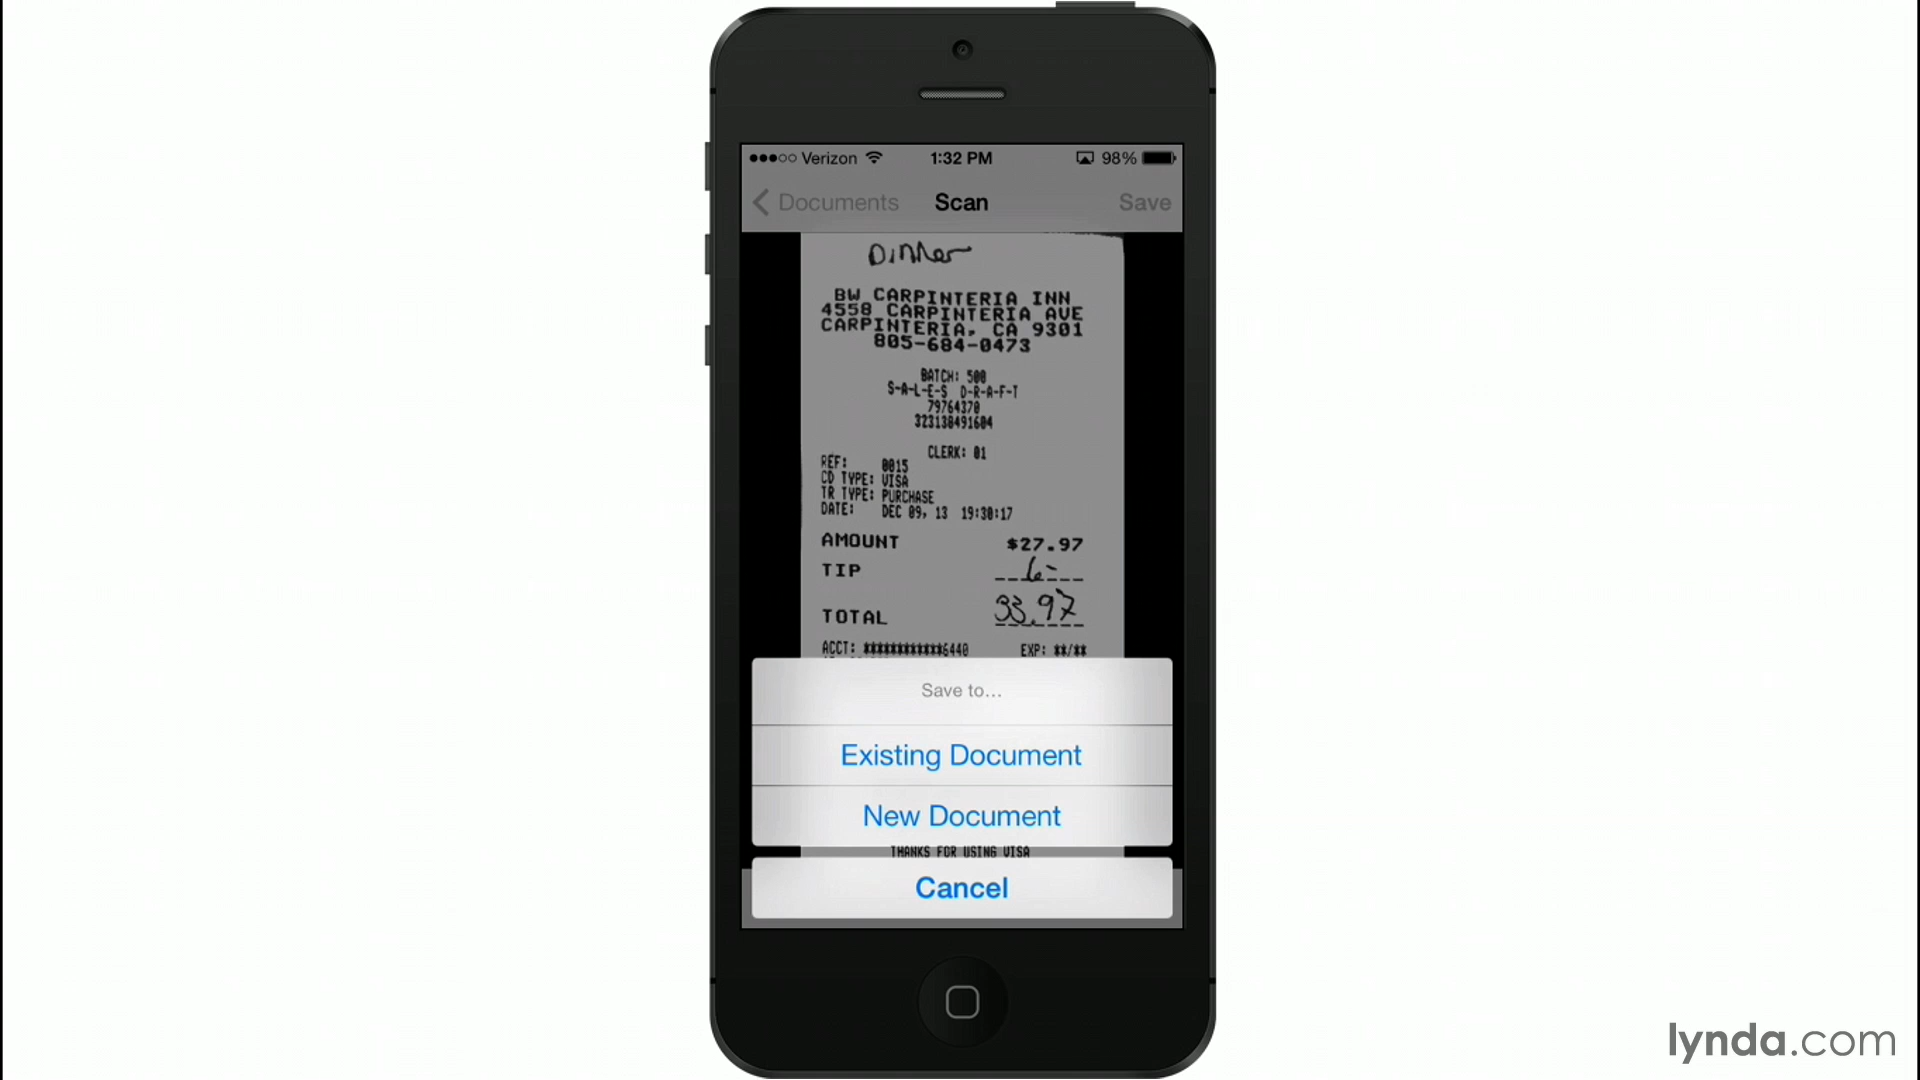 Verizon 1:32 PM 98%
Documents Scan Save
Dinner
BW CARPINTERIA INN
4558 CARPINTERIA AVE
CARPINTERIA, CA 9301
805-684-0473
BATCH: 500
S-A-L-E-S D-R-A-F-T
79764370
323138491604
CLERK: 01
REF: 0015
CD TYPE: VISA
TR TYPE: PURCHASE
DATE: DEC 09, 13 19:30:17
AMOUNT $27.97
TIP 6-
TOTAL 33.97
ACCT: ************6440 EXP: **/**
Save to...
Existing Document
New Document
THANKS FOR USING VISA
Cancel
lynda.com